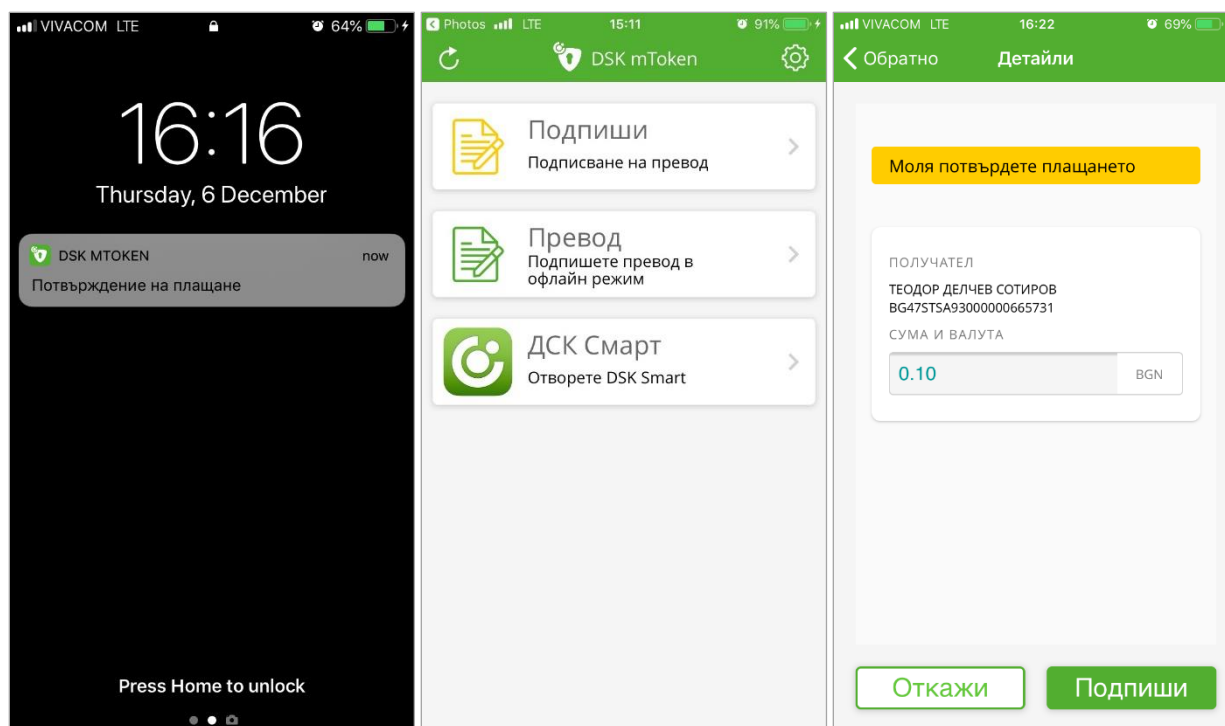 VIVACOM LTE
64%
16:16
Thursday, 6 December
DSK MTOKEN
now
Потвърждение на плащане
Press Home to unlock
Photos LTE
15:11
91%
DSK mToken
Подпиши
Подписване на превод
Превод
Подпишете превод в
офлайн режим
ДСК Смарт
Отворете DSK Smart
VIVACOM LTE
16:22
69%
Обратно
Детайли
Моля потвърдете плащането
ПОЛУЧАТЕЛ
ТЕОДОР ДЕЛЧЕВ СОТИРОВ
BG47STSA93000000665731
СУМА И ВАЛУТА
0.10
BGN
Откажи
Подпиши